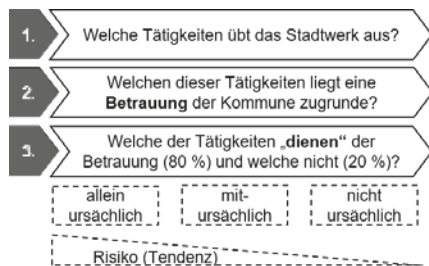 1. Welche Tätigkeiten übt das Stadtwerk aus?
2. Welchen dieser Tätigkeiten liegt eine
Betrauung der Kommune zugrunde?
3. Welche der Tätigkeiten „dienen“ der
Betrauung (80 %) und welche nicht (20 %)?
allein
ursächlich
mit-
ursächlich
nicht
ursächlich
Risiko (Tendenz)